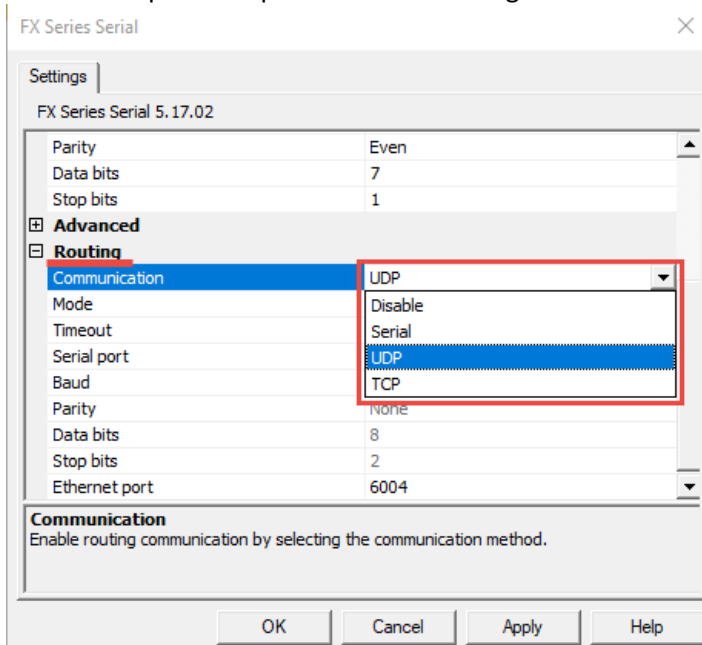 FX Series Serial
Settings
FX Series Serial 5.17.02
Parity Even
Data bits 7
Stop bits 1
Advanced
Routing
Communication UDP
Mode Disable
Timeout Serial
Serial port UDP
Baud TCP
Parity None
Data bits 8
Stop bits 2
Ethernet port 6004
Communication
Enable routing communication by selecting the communication method.
OK Cancel Apply Help